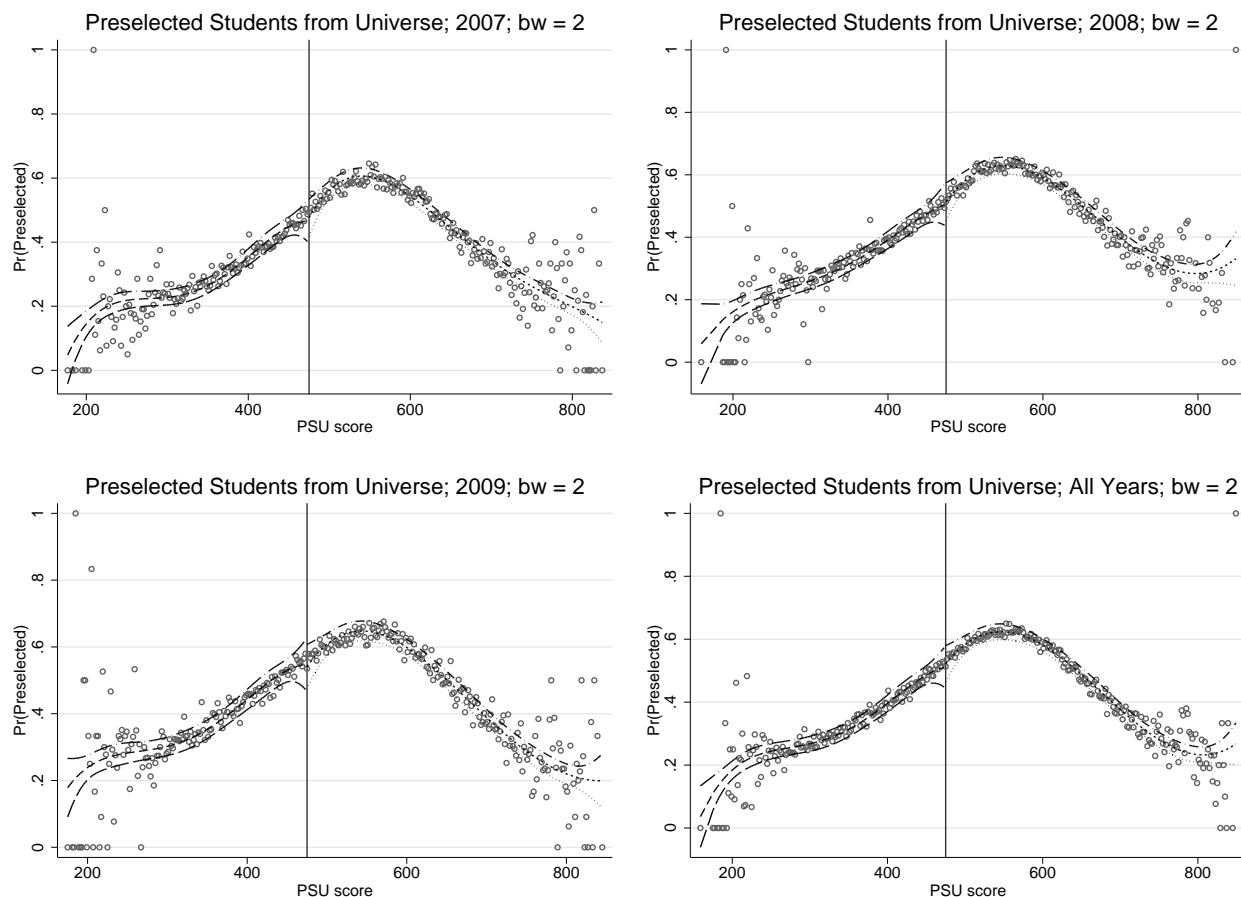 Preselected Students from Universe; 2007; bw = 2
Pr(Preselected)
0 .2 .4 .6 .8 1
200 400 600 800
PSU score
Preselected Students from Universe; 2008; bw = 2
Pr(Preselected)
0 .2 .4 .6 .8 1
200 400 600 800
PSU score
Preselected Students from Universe; 2009; bw = 2
Pr(Preselected)
0 .2 .4 .6 .8 1
200 400 600 800
PSU score
Preselected Students from Universe; All Years; bw = 2
Pr(Preselected)
0 .2 .4 .6 .8 1
200 400 600 800
PSU score